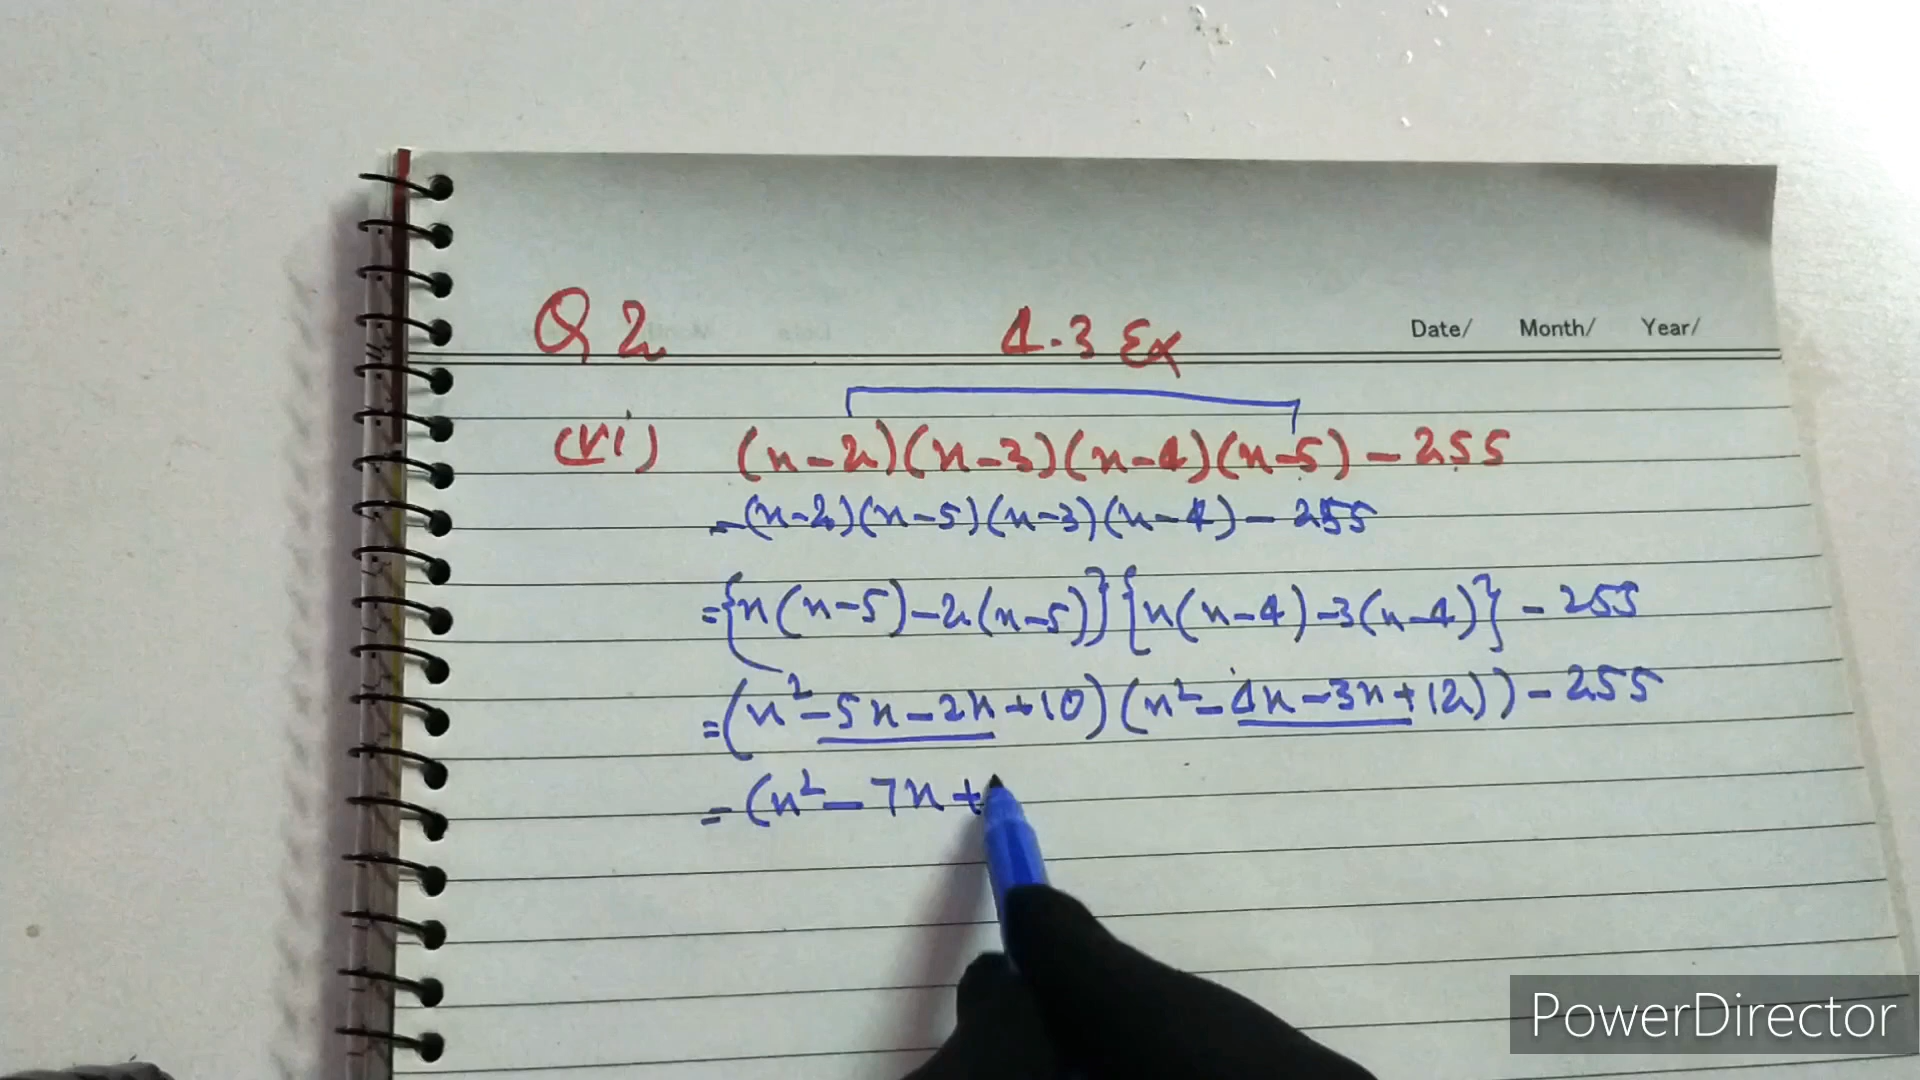 Q 2 4.3 Ex
Date/ Month/ Year/
(vi) (x-2)(x-3)(x-4)(x-5) - 255
= (x-2)(x-5)(x-3)(x-4) - 255
= {x(x-5) - 2(x-5)} {x(x-4) - 3(x-4)} - 255
= (x² - 5x - 2x + 10) (x² - 4x - 3x + 12)) - 255
= (x² - 7x +
PowerDirector